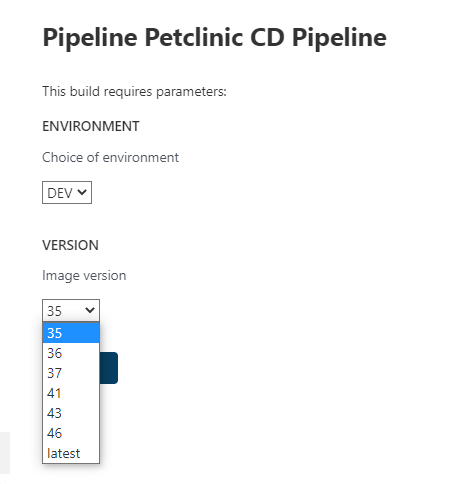 Pipeline Petclinic CD Pipeline
This build requires parameters:
ENVIRONMENT
Choice of environment
DEV
VERSION
Image version
35
35
36
37
41
43
46
latest